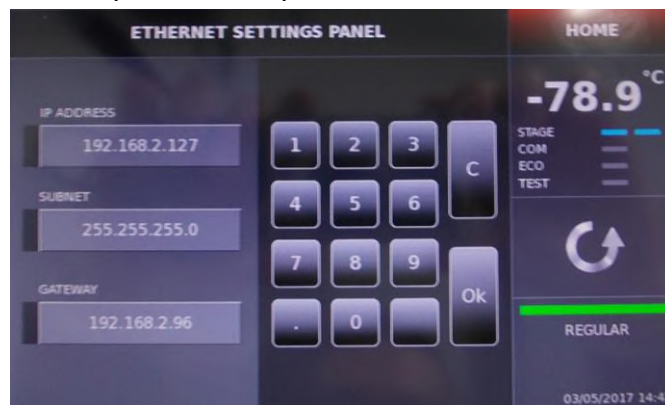 ETHERNET SETTINGS PANEL
HOME
IP ADDRESS
192.168.2.127
SUBNET
255.255.255.0
GATEWAY
192.168.2.96
1 2 3
C
4 5 6
7 8 9
Ok
. 0
-78.9 °C
STAGE
COM
ECO
TEST
REGULAR
03/05/2017